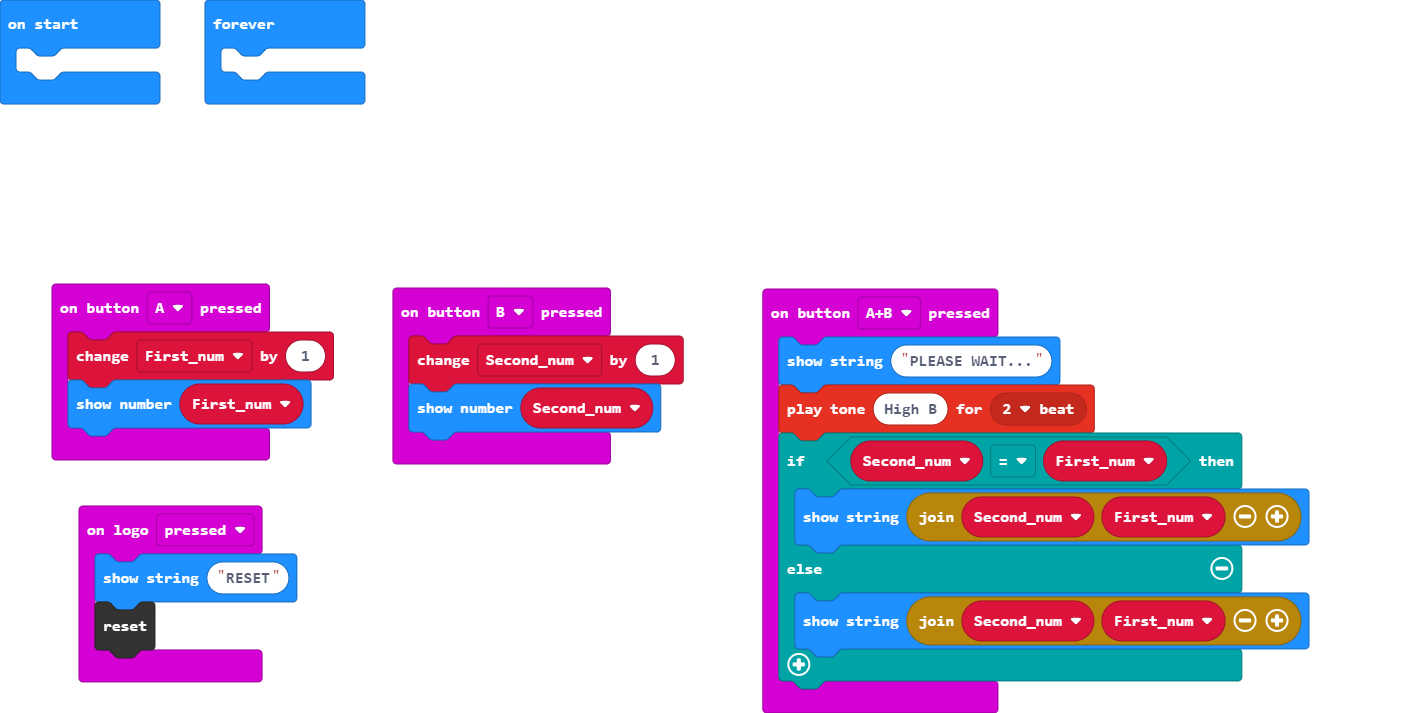 on start
forever
on button A pressed
change First_num by 1
show number First_num
on button B pressed
change Second_num by 1
show number Second_num
on button A+B pressed
show string "PLEASE WAIT..."
play tone High B for 2 beat
if Second_num = First_num then
show string join Second_num First_num
else
show string join Second_num First_num
on logo pressed
show string "RESET"
reset